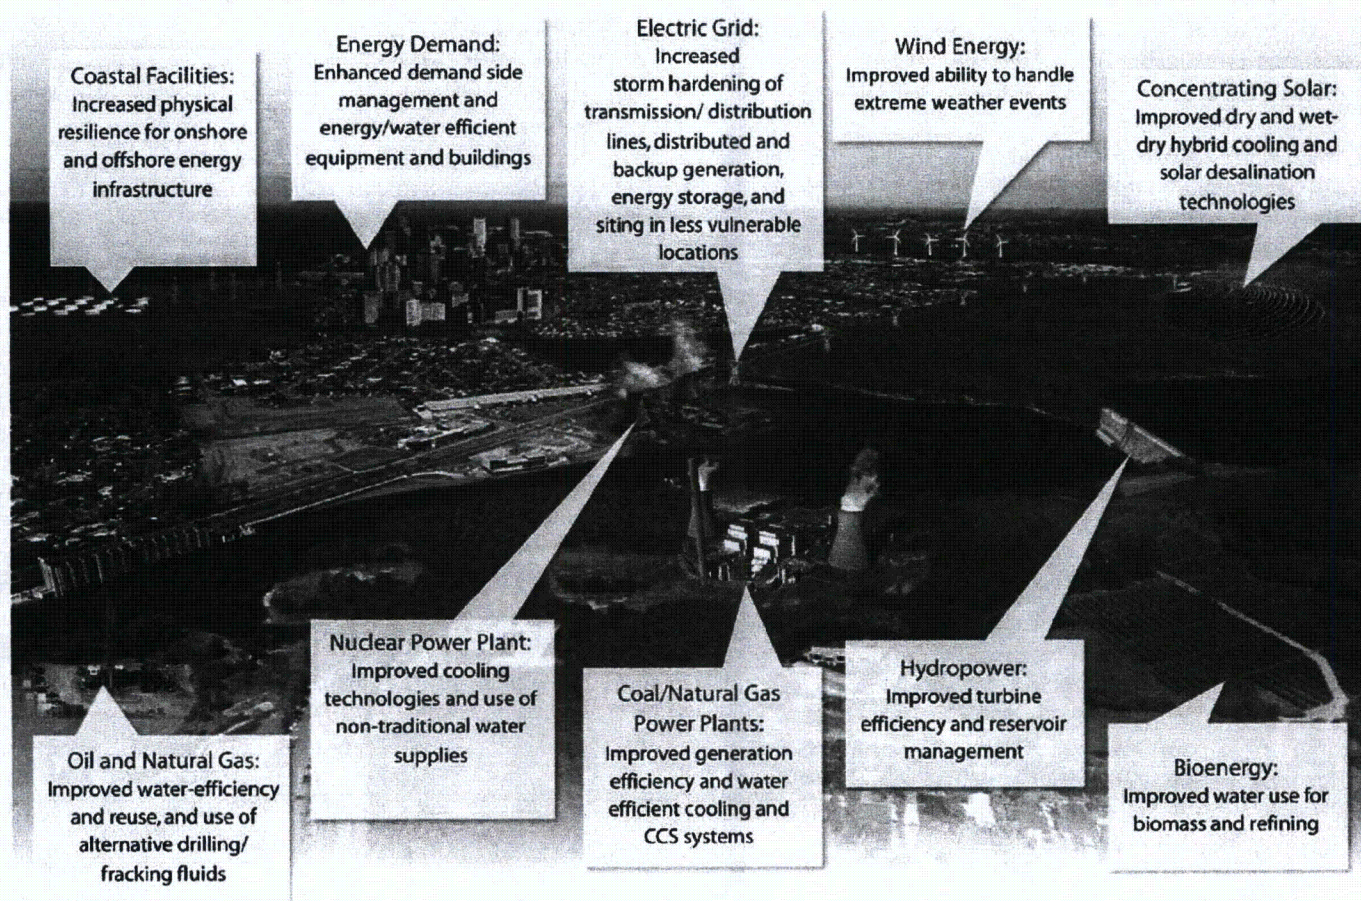 Coastal Facilities:
Increased physical
resilience for onshore
and offshore energy
infrastructure
Energy Demand:
Enhanced demand side
management and
energy/water efficient
equipment and buildings
Electric Grid:
Increased
storm hardening of
transmission/ distribution
lines, distributed and
backup generation,
energy storage, and
siting in less vulnerable
locations
Wind Energy:
Improved ability to handle
extreme weather events
Concentrating Solar:
Improved dry and wet-
dry hybrid cooling and
solar desalination
technologies
Oil and Natural Gas:
Improved water-efficiency
and reuse, and use of
alternative drilling/
fracking fluids
Nuclear Power Plant:
Improved cooling
technologies and use of
non-traditional water
supplies
Coal/Natural Gas
Power Plants:
Improved generation
efficiency and water
efficient cooling and
CCS systems
Hydropower:
Improved turbine
efficiency and reservoir
management
Bioenergy:
Improved water use for
biomass and refining